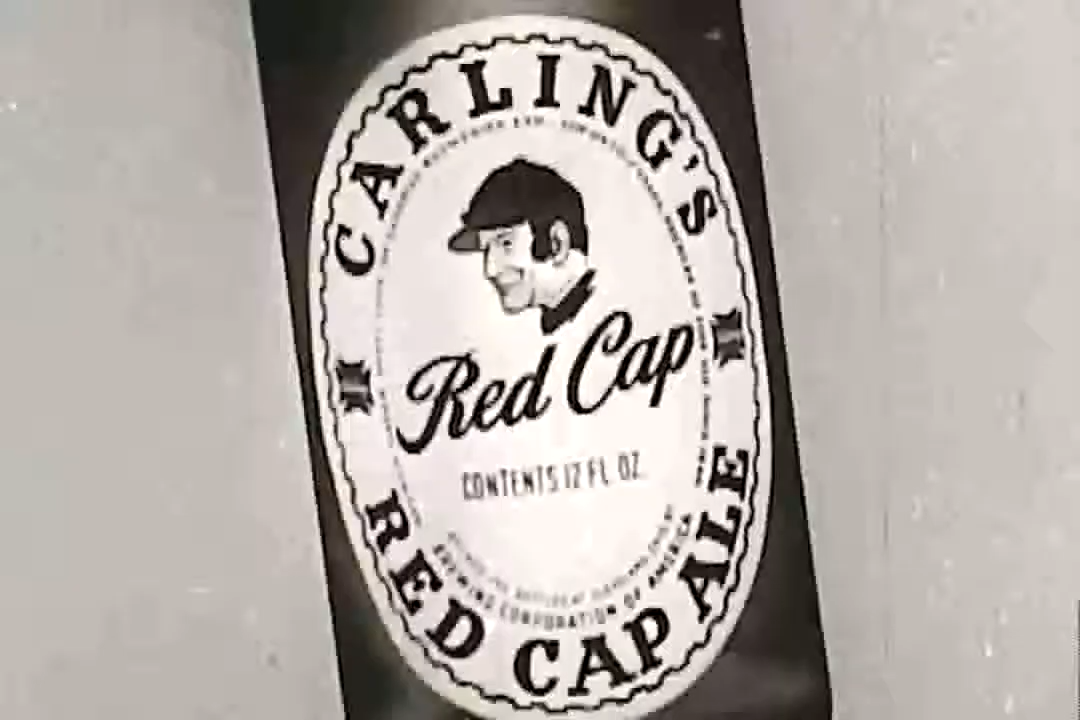 CARLING'S
Red Cap
CONTENTS 12 FL. OZ.
BREWING CORPORATION OF AMERICA
RED CAP ALE